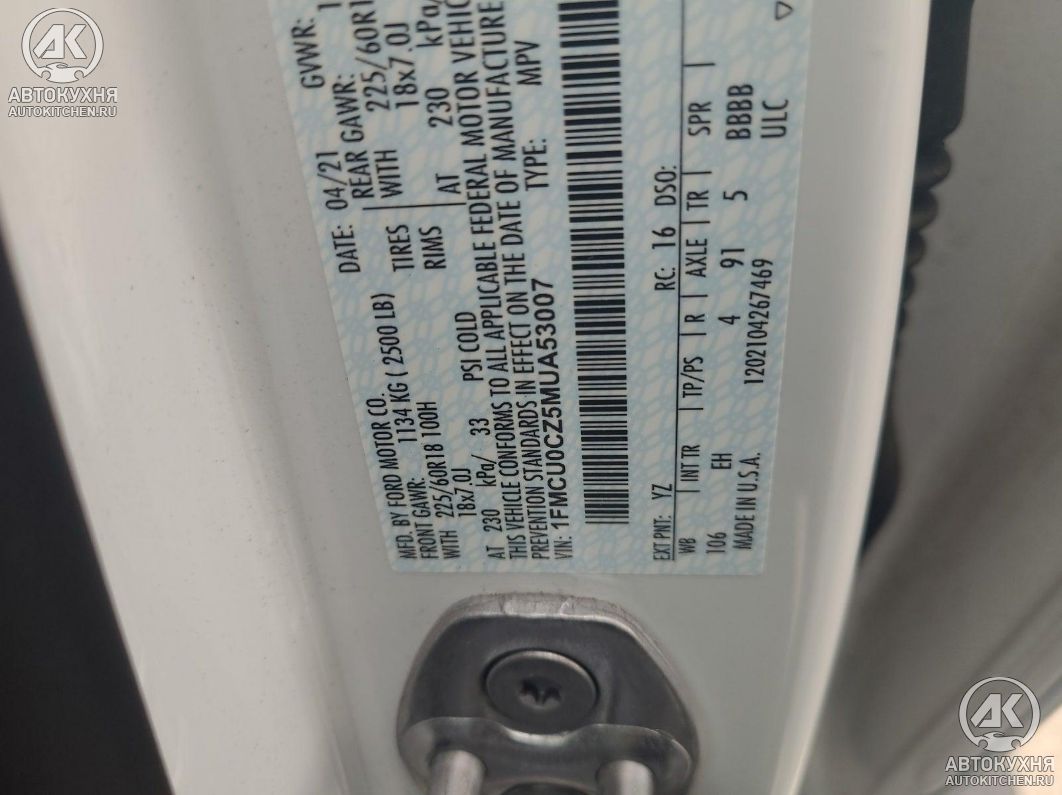 MFD. BY FORD MOTOR CO.
DATE: 04/21
GVWR: 1
FRONT GAWR: 1134 KG ( 2500 LB)
REAR GAWR:
WITH 225/60R18 100H TIRES WITH 225/60R1
18x7.0J RIMS 18x7.0J
AT 230 kPa/ 33 PSI COLD AT 230 kPa/
THIS VEHICLE CONFORMS TO ALL APPLICABLE FEDERAL MOTOR VEHIC
PREVENTION STANDARDS IN EFFECT ON THE DATE OF MANUFACTURE
VIN: 1FMCU0CZ5MUA53007 TYPE: MPV
EXT PNT: YZ RC: 16 DSO:
WB | INT TR | TP/PS | R | AXLE | TR | SPR |
106 EH 4 91 5 BBBB
MADE IN U.S.A. 1202104267469 ULC
AK
АВТОКУХНЯ
AUTOKITCHEN.RU
AK
АВТОКУХНЯ
AUTOKITCHEN.RU